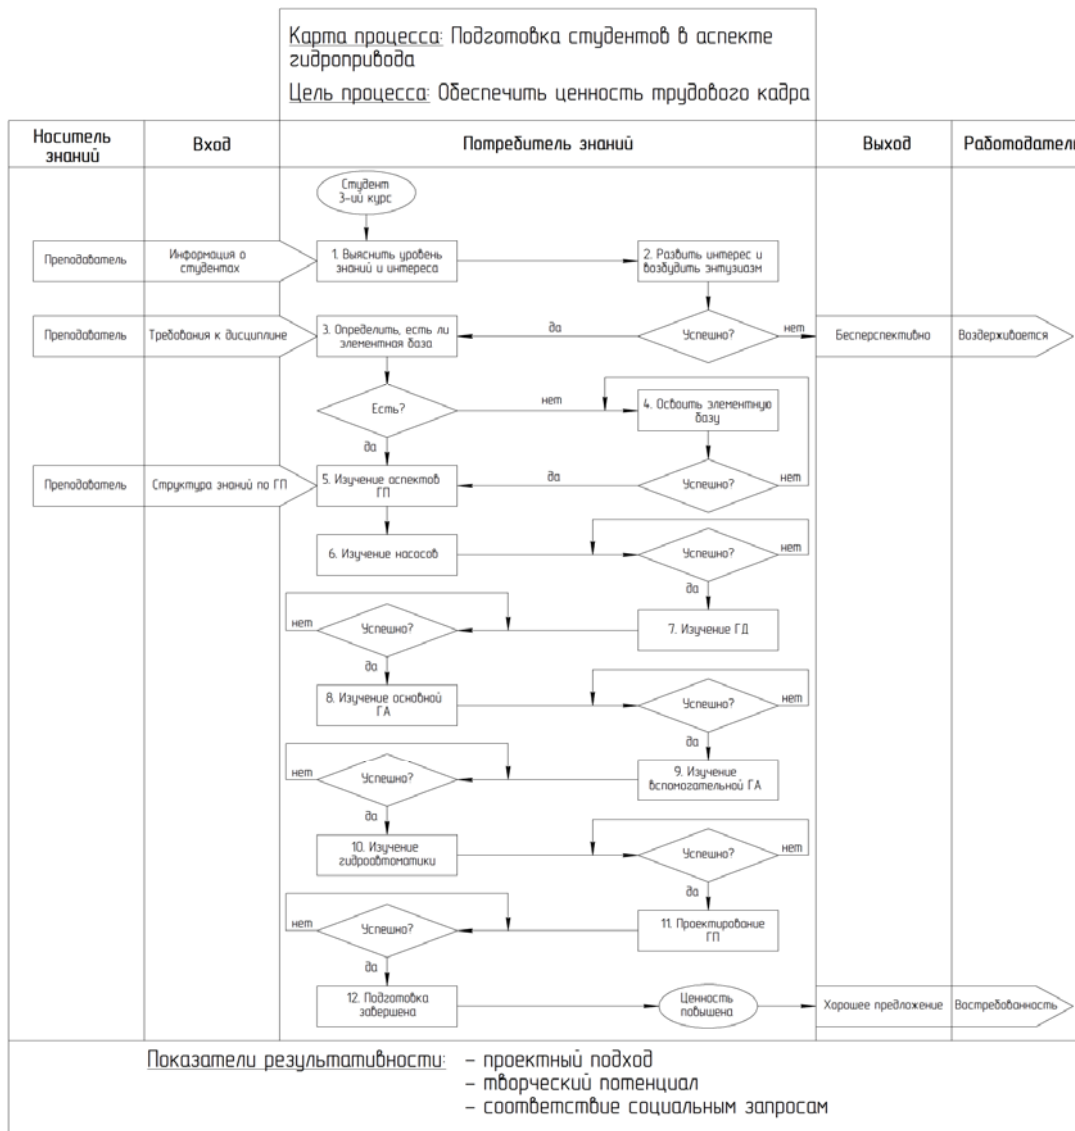 Карта процесса: Подготовка студентов в аспекте
гидропривода
Цель процесса: Обеспечить ценность трудового кадра
Носитель
знаний
Вход
Потребитель знаний
Выход
Работодатель
Студент
3-ий курс
Преподаватель
Информация о
студентах
1. Выяснить уровень
знаний и интереса
2. Развить интерес и
возбудить энтузиазм
Преподаватель
Требования к дисциплине
3. Определить, есть ли
элементная база
да
Успешно?
нет
Бесперспективно
Воздерживается
Есть?
нет
4. Освоить элементную
базу
да
Преподаватель
Структура знаний по ГП
5. Изучение аспектов
ГП
да
Успешно?
нет
6. Изучение насосов
Успешно?
нет
да
нет
Успешно?
7. Изучение ГД
да
8. Изучение основной
ГА
Успешно?
нет
да
нет
Успешно?
9. Изучение
вспомогательной ГА
да
10. Изучение
гидроавтоматики
Успешно?
нет
да
нет
Успешно?
11. Проектирование
ГП
да
12. Подготовка
завершена
Ценность
повышена
Хорошее предложение
Востребованность
Показатели результативности: – проектный подход
– творческий потенциал
– соответствие социальным запросам